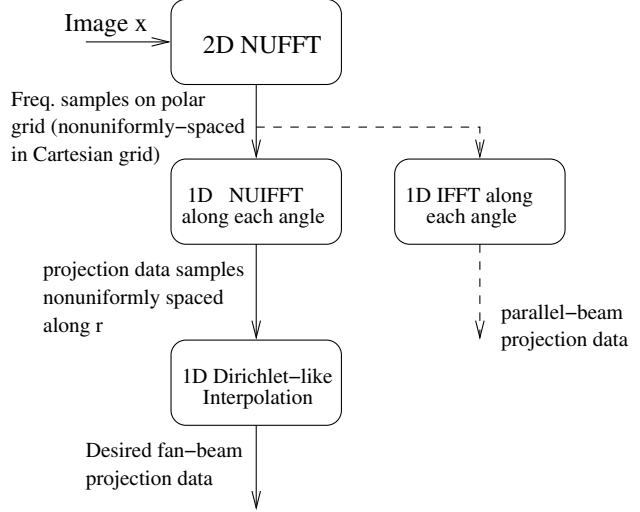 Image x
2D NUFFT
Freq. samples on polar
grid (nonuniformly−spaced
in Cartesian grid)
1D NUIFFT
along each angle
1D IFFT along
each angle
projection data samples
nonuniformly spaced
along r
parallel−beam
projection data
1D Dirichlet−like
Interpolation
Desired fan−beam
projection data